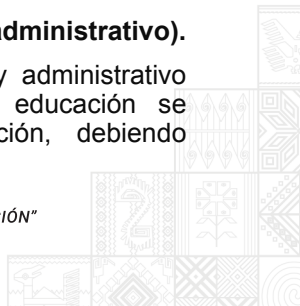 administrativo).
y administrativo
educación se
ción, debiendo
IÓN"